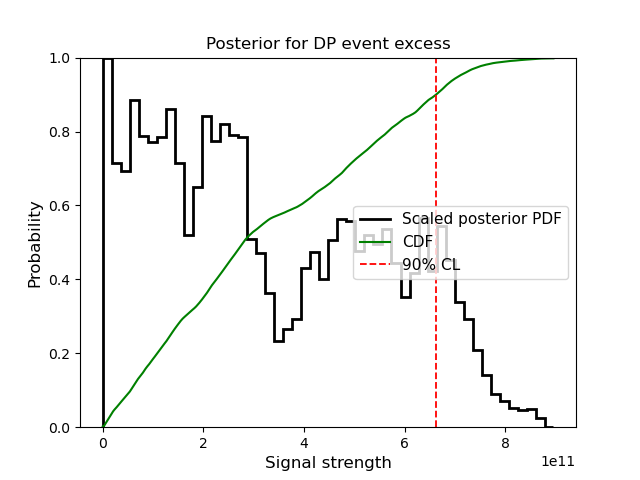 Posterior for DP event excess
1.0
0.8
0.6
0.4
0.2
0.0
Probability
Scaled posterior PDF
CDF
90% CL
0 2 4 6 8
1e11
Signal strength